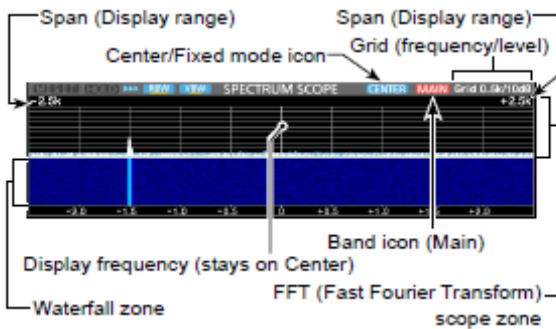 Span (Display range)
Span (Display range)
Grid (frequency/level)
Center/Fixed mode icon
HOLD RBW VBW SPECTRUM SCOPE CENTER MAIN Grid 0.5k/10dB
-2.5k
+2.5k
-2.0 -1.5 -1.0 -0.5 0 +0.5 +1.0 +1.5 +2.0
Band icon (Main)
Display frequency (stays on Center)
FFT (Fast Fourier Transform)
Waterfall zone
scope zone